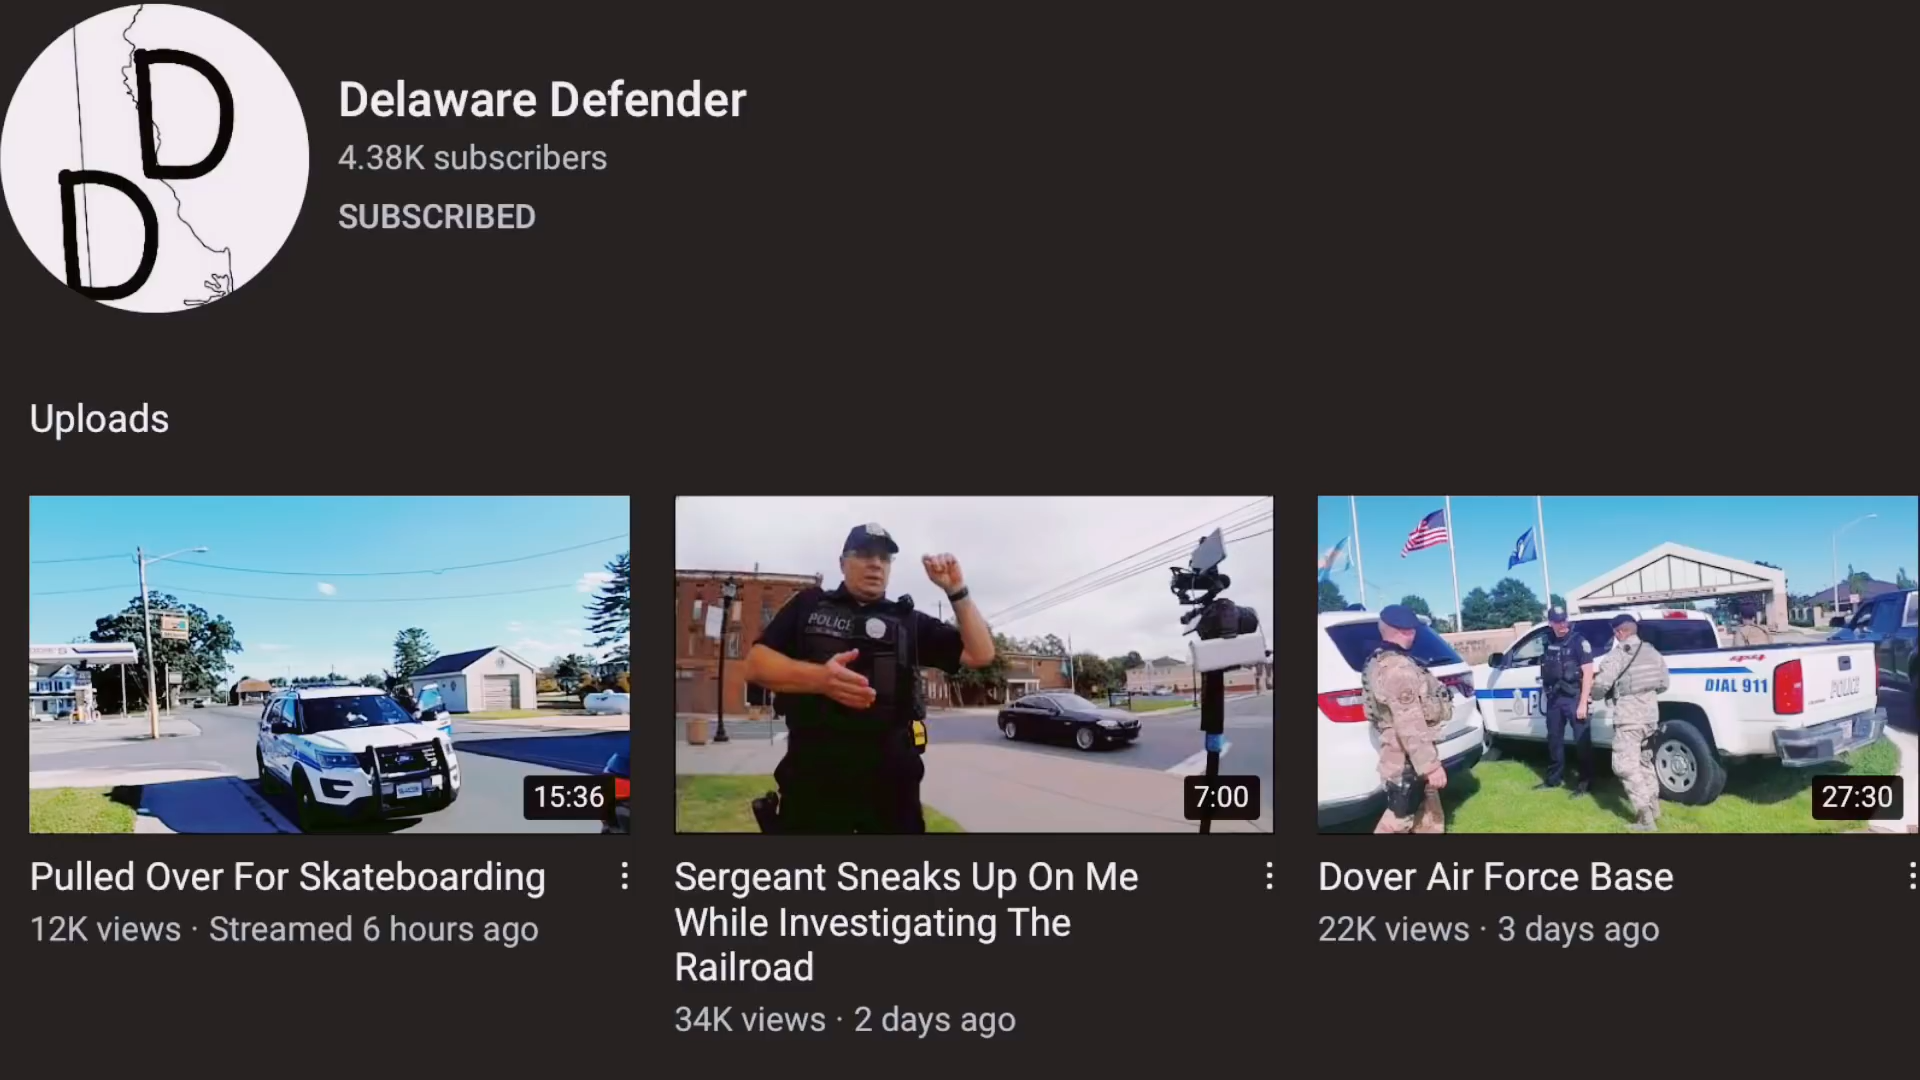 D
D
Delaware Defender
4.38K subscribers
SUBSCRIBED
Uploads
15:36
POLICE
7:00
DIAL 911
4x4
POLICE
27:30
Pulled Over For Skateboarding
12K views · Streamed 6 hours ago
Sergeant Sneaks Up On Me
While Investigating The
Railroad
34K views · 2 days ago
Dover Air Force Base
22K views · 3 days ago